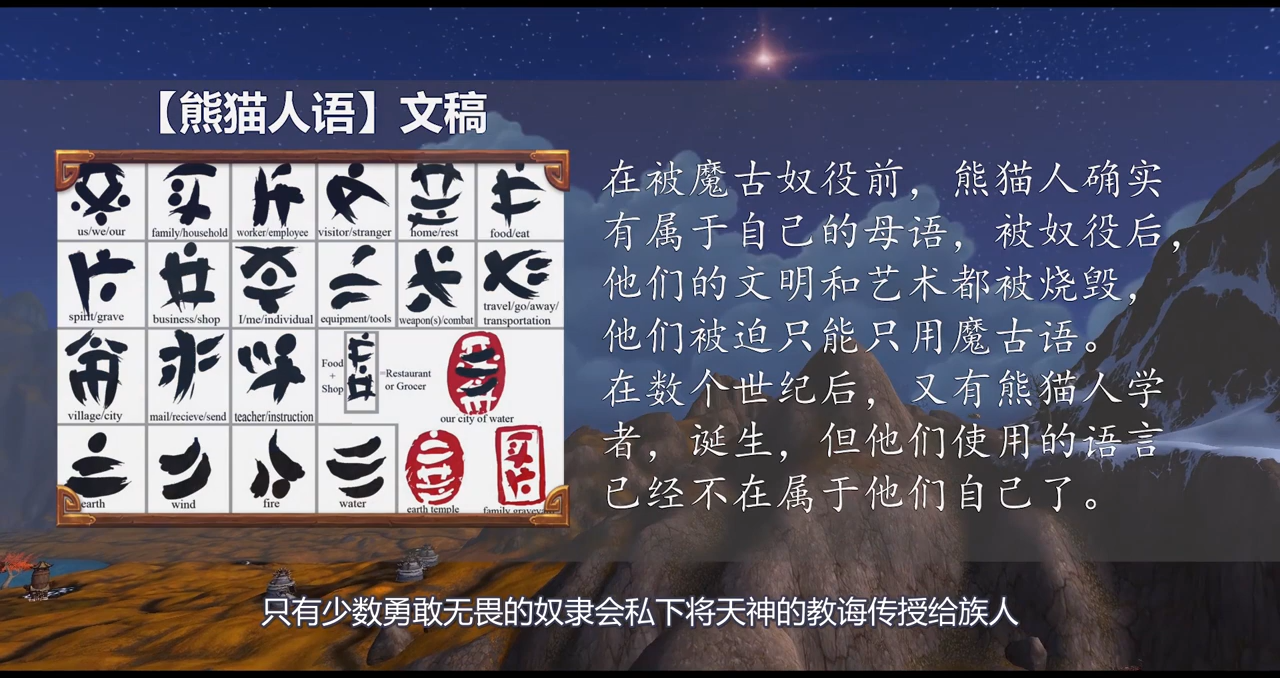 【熊猫人语】文稿
us/we/our
family/household
worker/employee
visitor/stranger
home/rest
food/eat
spirit/grave
business/shop
I/me/individual
equipment/tools
weapon(s)/combat
travel/go/away/
transportation
village/city
mail/recieve/send
teacher/instruction
Food
+
Shop
=Restaurant
or Grocer
our city of water
earth
wind
fire
water
earth temple
family graveyard
在被魔古奴役前，熊猫人确实
有属于自己的母语，被奴役后，
他们的文明和艺术都被烧毁，
他们被迫只能只用魔古语。
在数个世纪后，又有熊猫人学
者，诞生，但他们使用的语言
已经不在属于他们自己了。
只有少数勇敢无畏的奴隶会私下将天神的教诲传授给族人